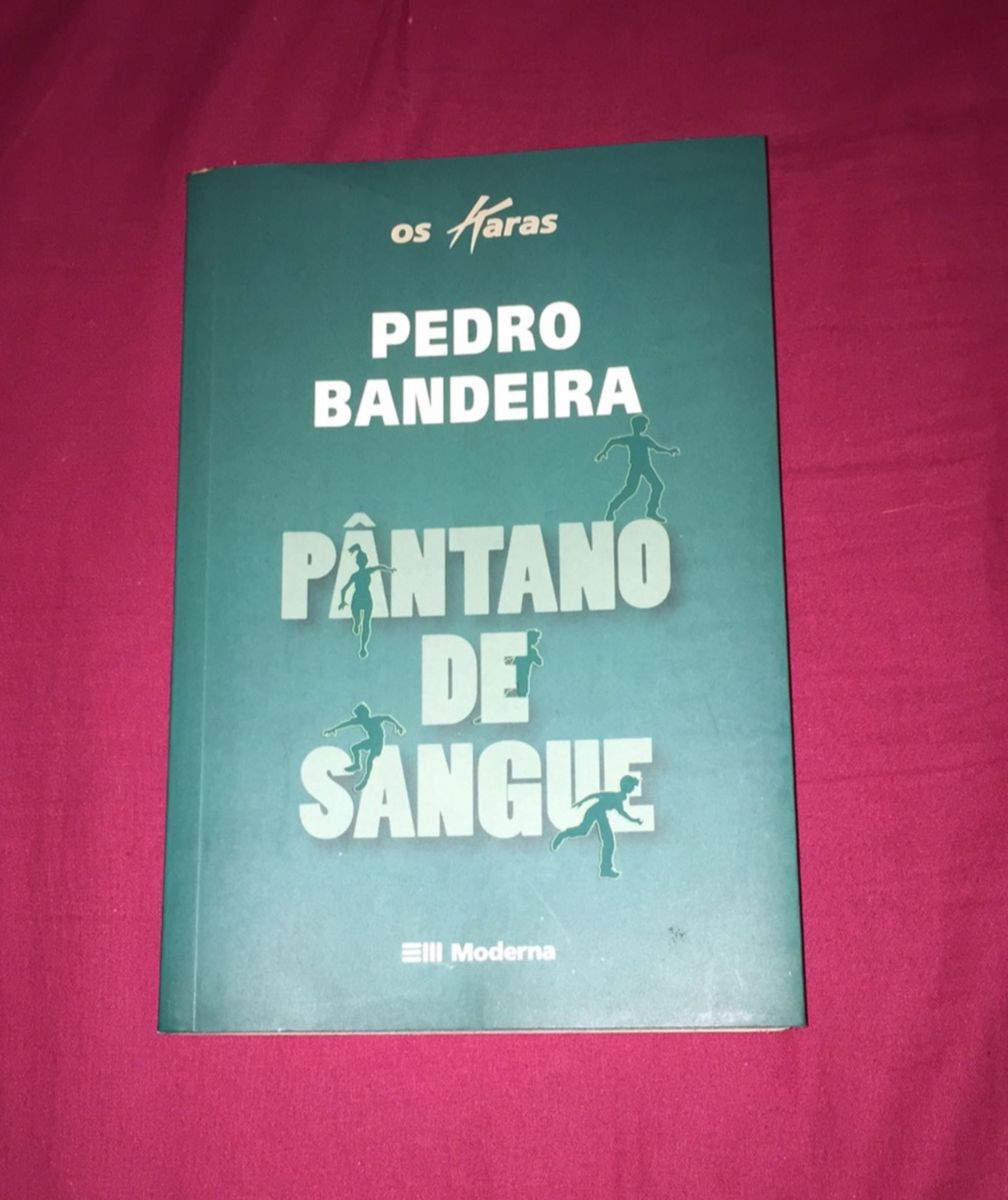 os Karas
PEDRO
BANDEIRA
PÂNTANO
DE
SANGUE
Moderna